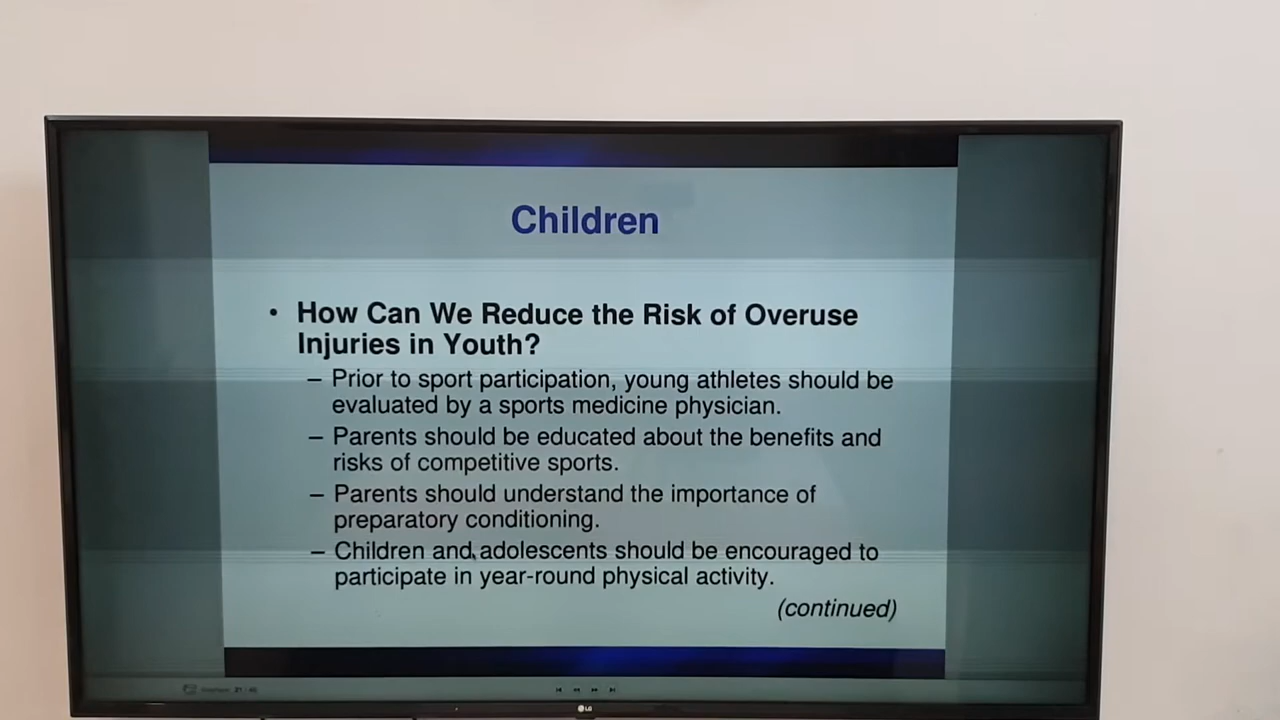 Children
• How Can We Reduce the Risk of Overuse
Injuries in Youth?
– Prior to sport participation, young athletes should be
evaluated by a sports medicine physician.
– Parents should be educated about the benefits and
risks of competitive sports.
– Parents should understand the importance of
preparatory conditioning.
– Children and adolescents should be encouraged to
participate in year-round physical activity.
(continued)
LG